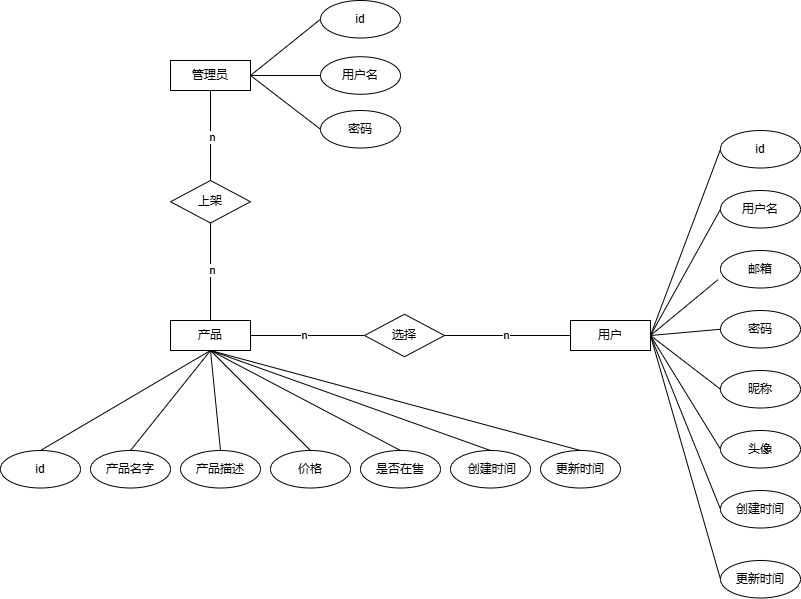 id
管理员
用户名
密码
n
id
上架
用户名
n
邮箱
产品
n
选择
n
用户
密码
昵称
头像
id
产品名字
产品描述
价格
是否在售
创建时间
更新时间
创建时间
更新时间